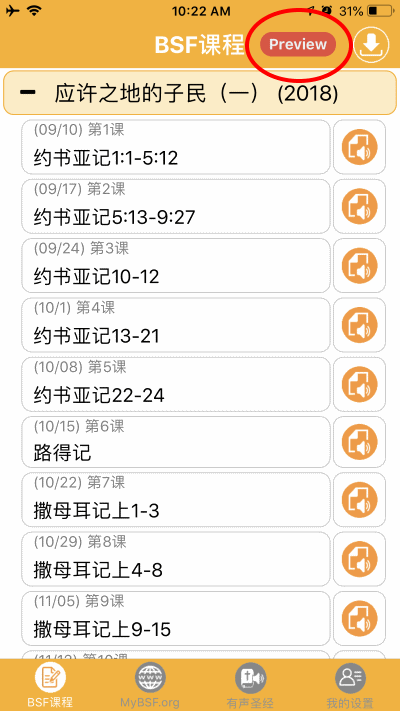 10:22 AM
31%
BSF课程
Preview
应许之地的子民（一） (2018)
(09/10) 第1课
约书亚记1:1-5:12
(09/17) 第2课
约书亚记5:13-9:27
(09/24) 第3课
约书亚记10-12
(10/1) 第4课
约书亚记13-21
(10/08) 第5课
约书亚记22-24
(10/15) 第6课
路得记
(10/22) 第7课
撒母耳记上1-3
(10/29) 第8课
撒母耳记上4-8
(11/05) 第9课
撒母耳记上9-15
(11/12) 第10课
WWW
BSF课程
MyBSF.org
有声圣经
我的设置